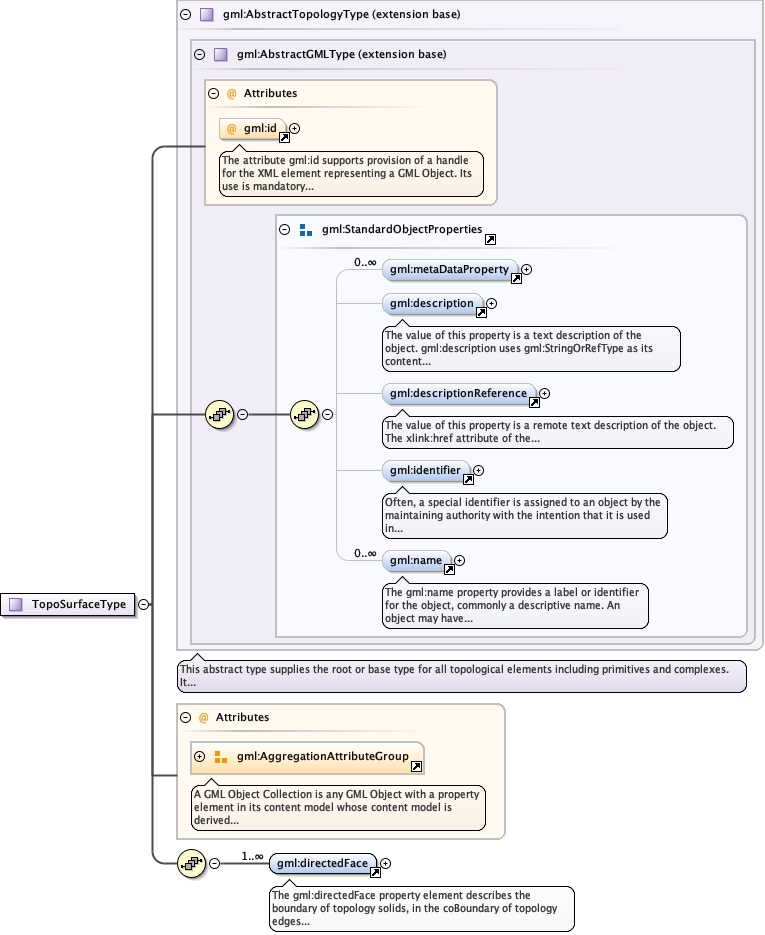 gml:AbstractTopologyType (extension base)
gml:AbstractGMLType (extension base)
@ Attributes
@ gml:id
The attribute gml:id supports provision of a handle
for the XML element representing a GML Object. Its
use is mandatory...
gml:StandardObjectProperties
0..∞
gml:metaDataProperty
gml:description
The value of this property is a text description of the
object. gml:description uses gml:StringOrRefType as its
content...
gml:descriptionReference
The value of this property is a remote text description of the object.
The xlink:href attribute of the...
gml:identifier
Often, a special identifier is assigned to an object by the
maintaining authority with the intention that it is used
in...
0..∞
gml:name
The gml:name property provides a label or identifier
for the object, commonly a descriptive name. An
object may have...
TopoSurfaceType
This abstract type supplies the root or base type for all topological elements including primitives and complexes.
It...
@ Attributes
gml:AggregationAttributeGroup
A GML Object Collection is any GML Object with a property
element in its content model whose content model is
derived...
1..∞
gml:directedFace
The gml:directedFace property element describes the
boundary of topology solids, in the coBoundary of topology
edges...